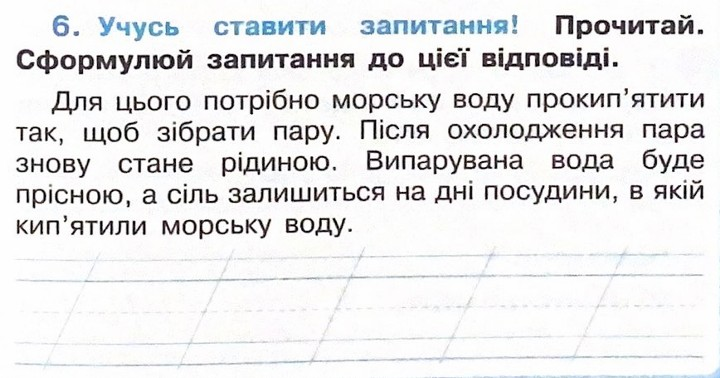 6. Учусь ставити запитання! Прочитай.
Сформулюй запитання до цієї відповіді.
Для цього потрібно морську воду прокип'ятити
так, щоб зібрати пару. Після охолодження пара
знову стане рідиною. Випарувана вода буде
прісною, а сіль залишиться на дні посудини, в якій
кип'ятили морську воду.